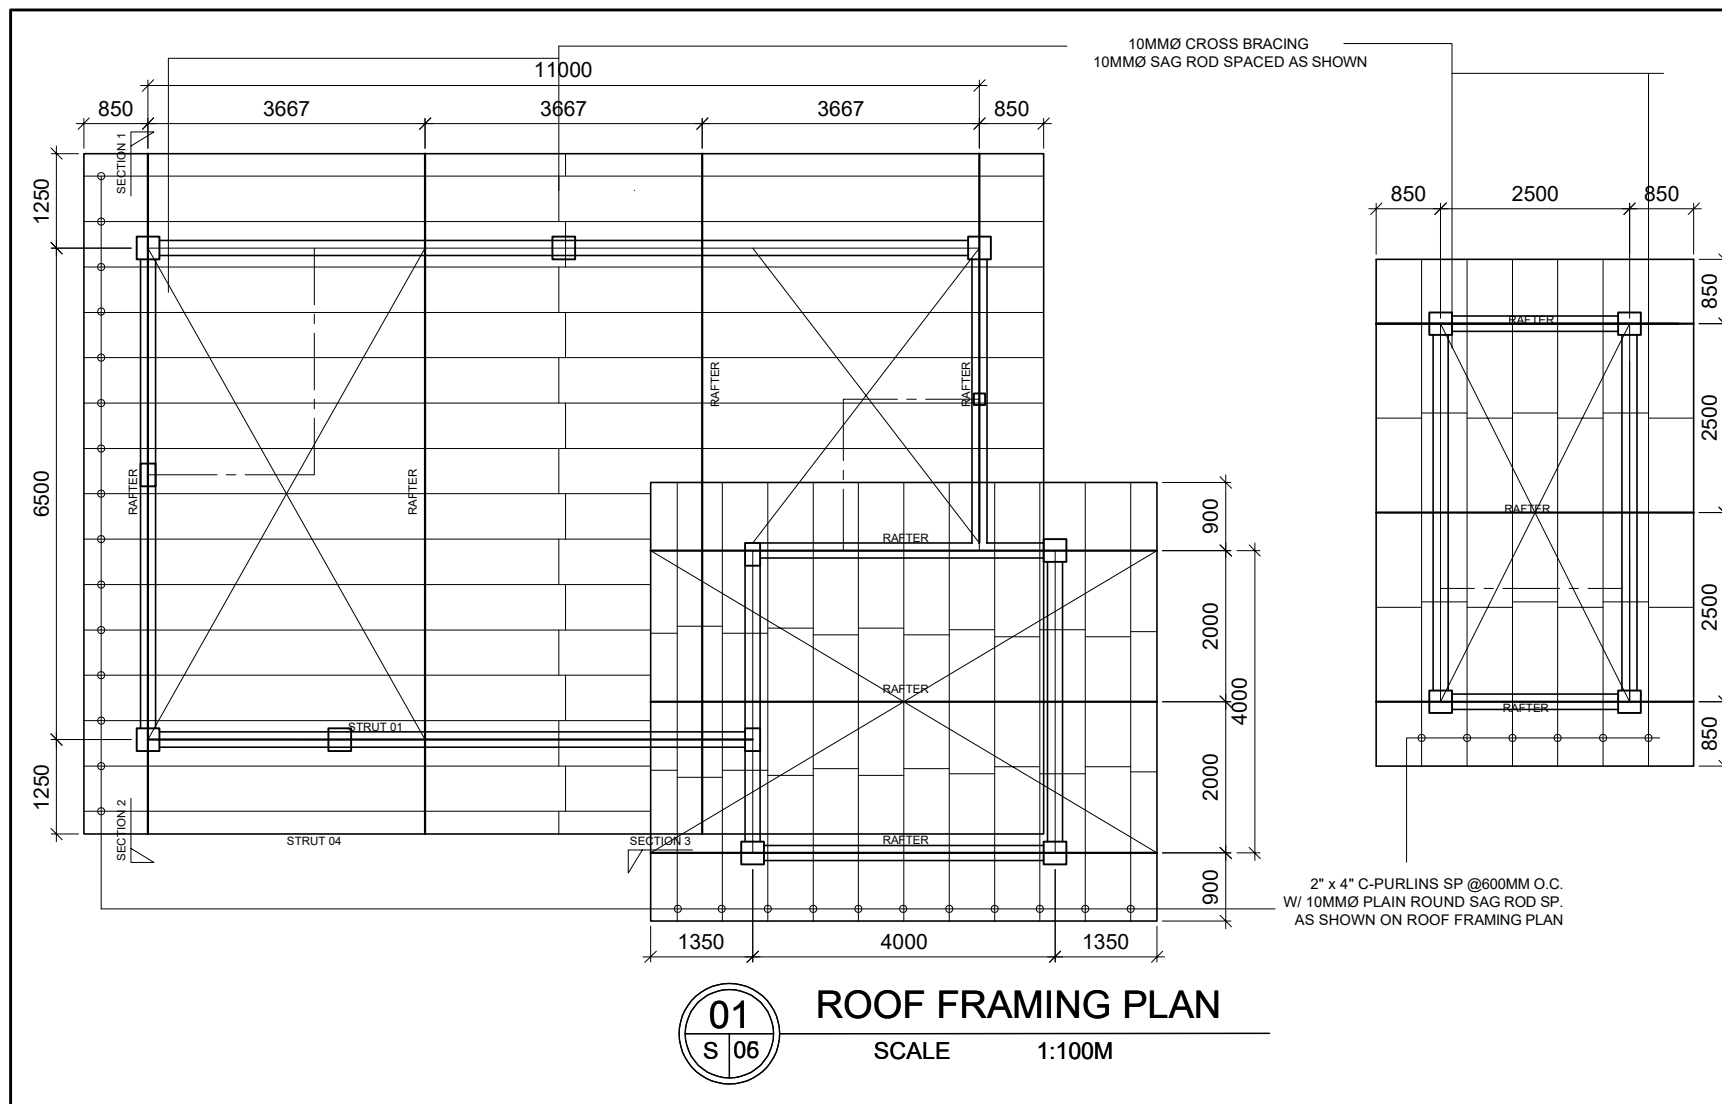 10MMØ CROSS BRACING
10MMØ SAG ROD SPACED AS SHOWN
11000
850
3667
3667
3667
850
SECTION 1
1250
6500
1250
RAFTER
RAFTER
RAFTER
RAFTER
STRUT 01
SECTION 2
STRUT 04
SECTION 3
RAFTER
RAFTER
RAFTER
900
2000
4000
2000
900
1350
4000
1350
850
2500
850
RAFTER
RAFTER
RAFTER
850
2500
2500
850
2" x 4" C-PURLINS SP @600MM O.C.
W/ 10MMØ PLAIN ROUND SAG ROD SP.
AS SHOWN ON ROOF FRAMING PLAN
01
S 06
ROOF FRAMING PLAN
SCALE 1:100M